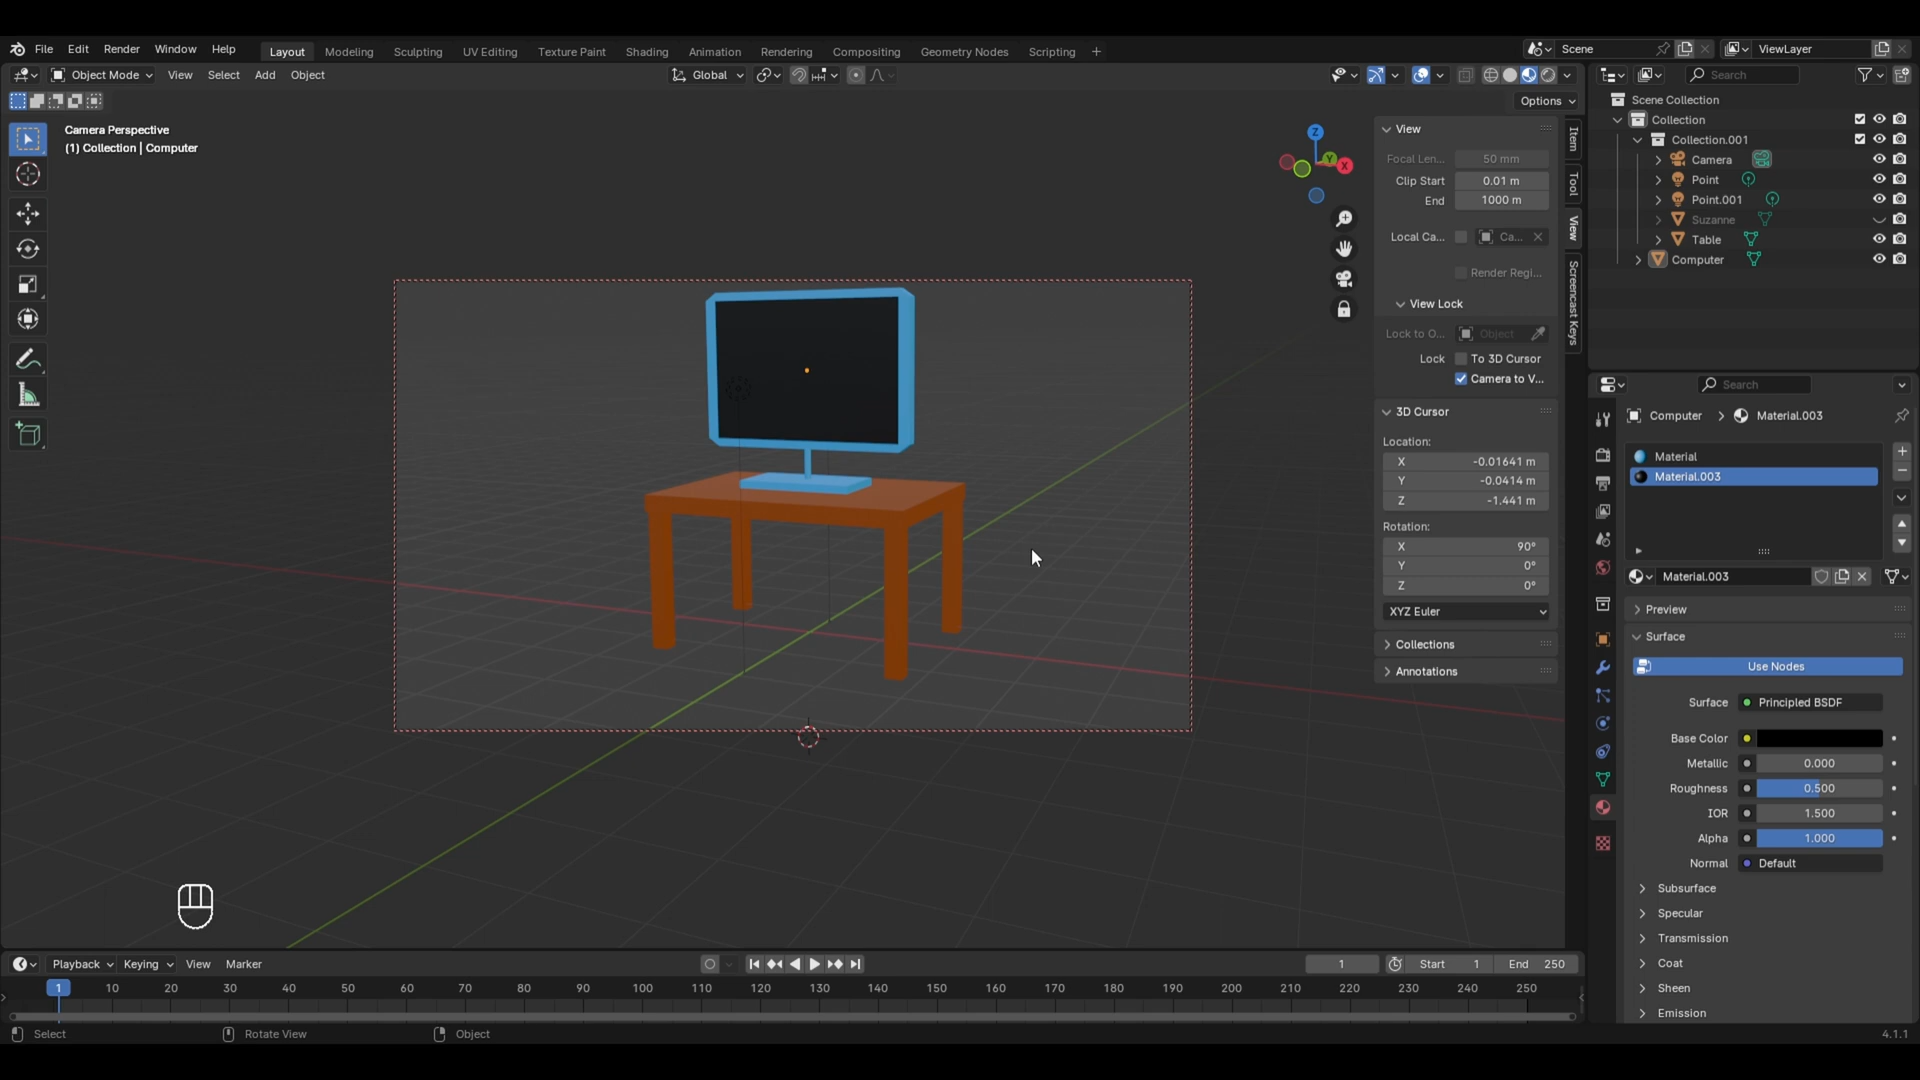 File Edit Render Window Help Layout Modeling Sculpting UV Editing Texture Paint Shading Animation Rendering Compositing Geometry Nodes Scripting + Scene ViewLayer
Object Mode View Select Add Object Global Search
Options
Camera Perspective
(1) Collection | Computer
Z
Y
X
View
Focal Len... 50 mm
Clip Start 0.01 m
End 1000 m
Local Ca... Ca...
Render Regi...
View Lock
Lock to O... Object
Lock To 3D Cursor
Camera to V...
3D Cursor
Location:
X -0.01641 m
Y -0.0414 m
Z -1.441 m
Rotation:
X 90°
Y 0°
Z 0°
XYZ Euler
Collections
Annotations
Item
Tool
View
Screencast Keys
Scene Collection
Collection
Collection.001
Camera
Point
Point.001
Suzanne
Table
Computer
Search
Computer > Material.003
Material
Material.003
Material.003
Preview
Surface
Use Nodes
Surface Principled BSDF
Base Color
Metallic 0.000
Roughness 0.500
IOR 1.500
Alpha 1.000
Normal Default
Subsurface
Specular
Transmission
Coat
Sheen
Emission
Playback Keying View Marker 1 Start 1 End 250
1 10 20 30 40 50 60 70 80 90 100 110 120 130 140 150 160 170 180 190 200 210 220 230 240 250
Select Rotate View Object 4.1.1